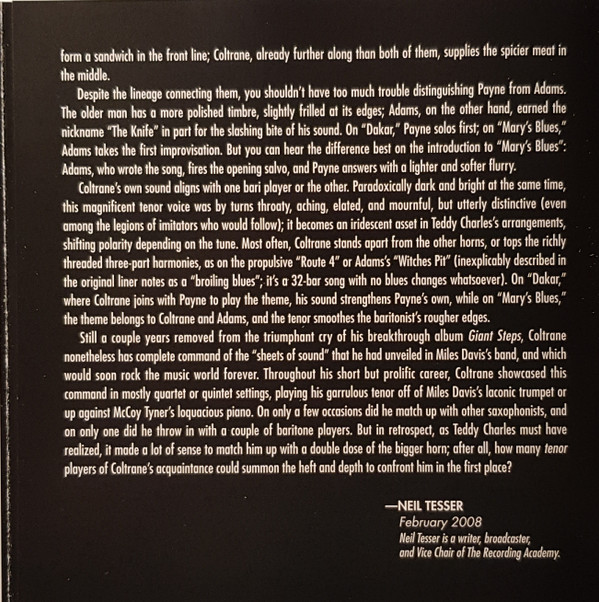 form a sandwich in the front line; Coltrane, already further along than both of them, supplies the spicier meat in
the middle.
Despite the lineage connecting them, you shouldn't have too much trouble distinguishing Payne from Adams.
The older man has a more polished timbre, slightly frilled at its edges; Adams, on the other hand, earned the
nickname "The Knife" in part for the slashing bite of his sound. On "Dakar," Payne solos first; on "Mary's Blues,"
Adams takes the first improvisation. But you can hear the difference best on the introduction to "Mary's Blues":
Adams, who wrote the song, fires the opening salvo, and Payne answers with a lighter and softer flurry.
Coltrane's own sound aligns with one bari player or the other. Paradoxically dark and bright at the same time,
this magnificent tenor voice was by turns throaty, aching, elated, and mournful, but utterly distinctive (even
among the legions of imitators who would follow); it becomes an iridescent asset in Teddy Charles's arrangements,
shifting polarity depending on the tune. Most often, Coltrane stands apart from the other horns, or tops the richly
threaded three-part harmonies, as on the propulsive "Route 4" or Adams's "Witches Pit" (inexplicably described in
the original liner notes as a "broiling blues"; it's a 32-bar song with no blues changes whatsoever). On "Dakar,"
where Coltrane joins with Payne to play the theme, his sound strengthens Payne's own, while on "Mary's Blues,"
the theme belongs to Coltrane and Adams, and the tenor smoothes the baritonist's rougher edges.
Still a couple years removed from the triumphant cry of his breakthrough album Giant Steps, Coltrane
nonetheless has complete command of the "sheets of sound" that he had unveiled in Miles Davis's band, and which
would soon rock the music world forever. Throughout his short but prolific career, Coltrane showcased this
command in mostly quartet or quintet settings, playing his garrulous tenor off of Miles Davis's laconic trumpet or
up against McCoy Tyner's loquacious piano. On only a few occasions did he match up with other saxophonists, and
on only one did he throw in with a couple of baritone players. But in retrospect, as Teddy Charles must have
realized, it made a lot of sense to match him up with a double dose of the bigger horn; after all, how many tenor
players of Coltrane's acquaintance could summon the heft and depth to confront him in the first place?
—NEIL TESSER
February 2008
Neil Tesser is a writer, broadcaster,
and Vice Chair of The Recording Academy.